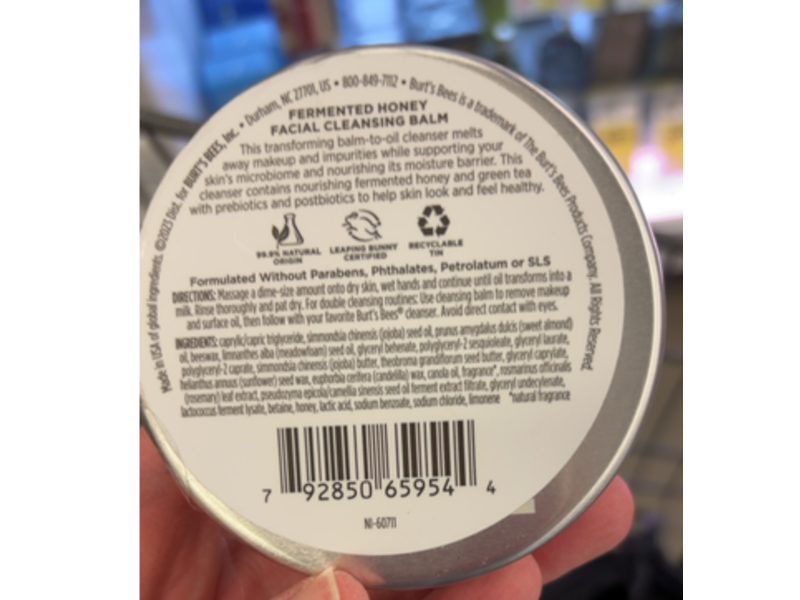 Made in USA of global ingredients. ©2023 Dist. for BURT'S BEES, Inc. • Durham, NC 27701, US • 800-849-7112 • Burt's Bees is a trademark of The Burt's Bees Products Company. All Rights Reserved.
FERMENTED HONEY
FACIAL CLEANSING BALM
This transforming balm-to-oil cleanser melts
away makeup and impurities while supporting your
skin's microbiome and nourishing its moisture barrier. This
cleanser contains nourishing fermented honey and green tea
with prebiotics and postbiotics to help skin look and feel healthy.
99.9% NATURAL
ORIGIN
LEAPING BUNNY
CERTIFIED
RECYCLABLE
TIN
Formulated Without Parabens, Phthalates, Petrolatum or SLS
DIRECTIONS: Massage a dime-size amount onto dry skin, wet hands and continue until oil transforms into a
milk. Rinse thoroughly and pat dry. For double cleansing routines: Use cleansing balm to remove makeup
and surface oil, then follow with your favorite Burt's Bees® cleanser. Avoid direct contact with eyes.
INGREDIENTS: caprylic/capric triglyceride, simmondsia chinensis (jojoba) seed oil, prunus amygdalus dulcis (sweet almond)
oil, beeswax, limnanthes alba (meadowfoam) seed oil, glyceryl behenate, polyglyceryl-2 sesquioleate, glyceryl laurate,
polyglyceryl-2 caprate, simmondsia chinensis (jojoba) butter, theobroma grandiflorum seed butter, glyceryl caprylate,
helianthus annuus (sunflower) seed wax, euphorbia cerifera (candelilla) wax, canola oil, fragrance*, rosmarinus officinalis
(rosemary) leaf extract, pseudozyma epicola/camellia sinensis seed oil ferment extract filtrate, glyceryl undecylenate,
lactococcus ferment lysate, betaine, honey, lactic acid, sodium benzoate, sodium chloride, limonene *natural fragrance
7 92850 65954 4
NI-60711